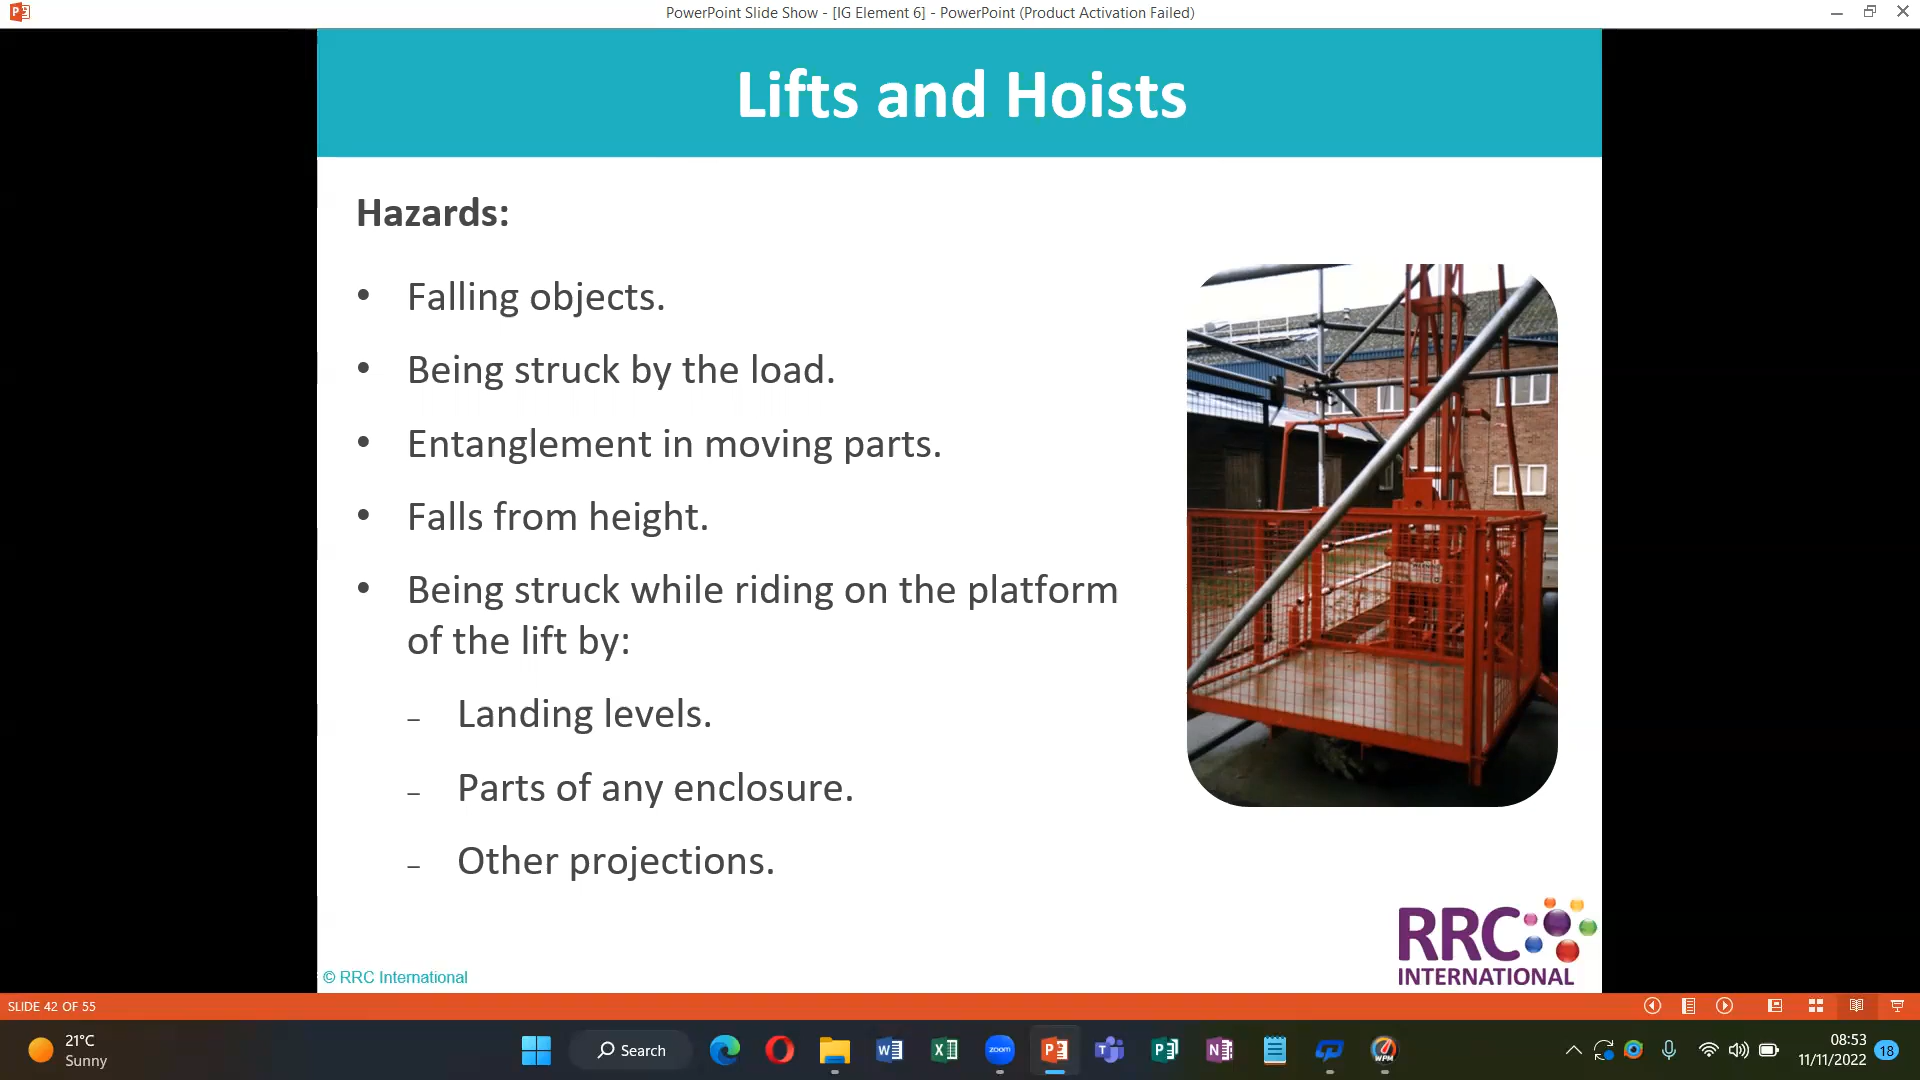 PowerPoint Slide Show - [IG Element 6] - PowerPoint (Product Activation Failed)
Lifts and Hoists
Hazards:
• Falling objects.
• Being struck by the load.
• Entanglement in moving parts.
• Falls from height.
• Being struck while riding on the platform
of the lift by:
– Landing levels.
– Parts of any enclosure.
– Other projections.
RRC
INTERNATIONAL
© RRC International
SLIDE 42 OF 55
21°C
Sunny
Search
zoom
WPM
08:53
11/11/2022
18